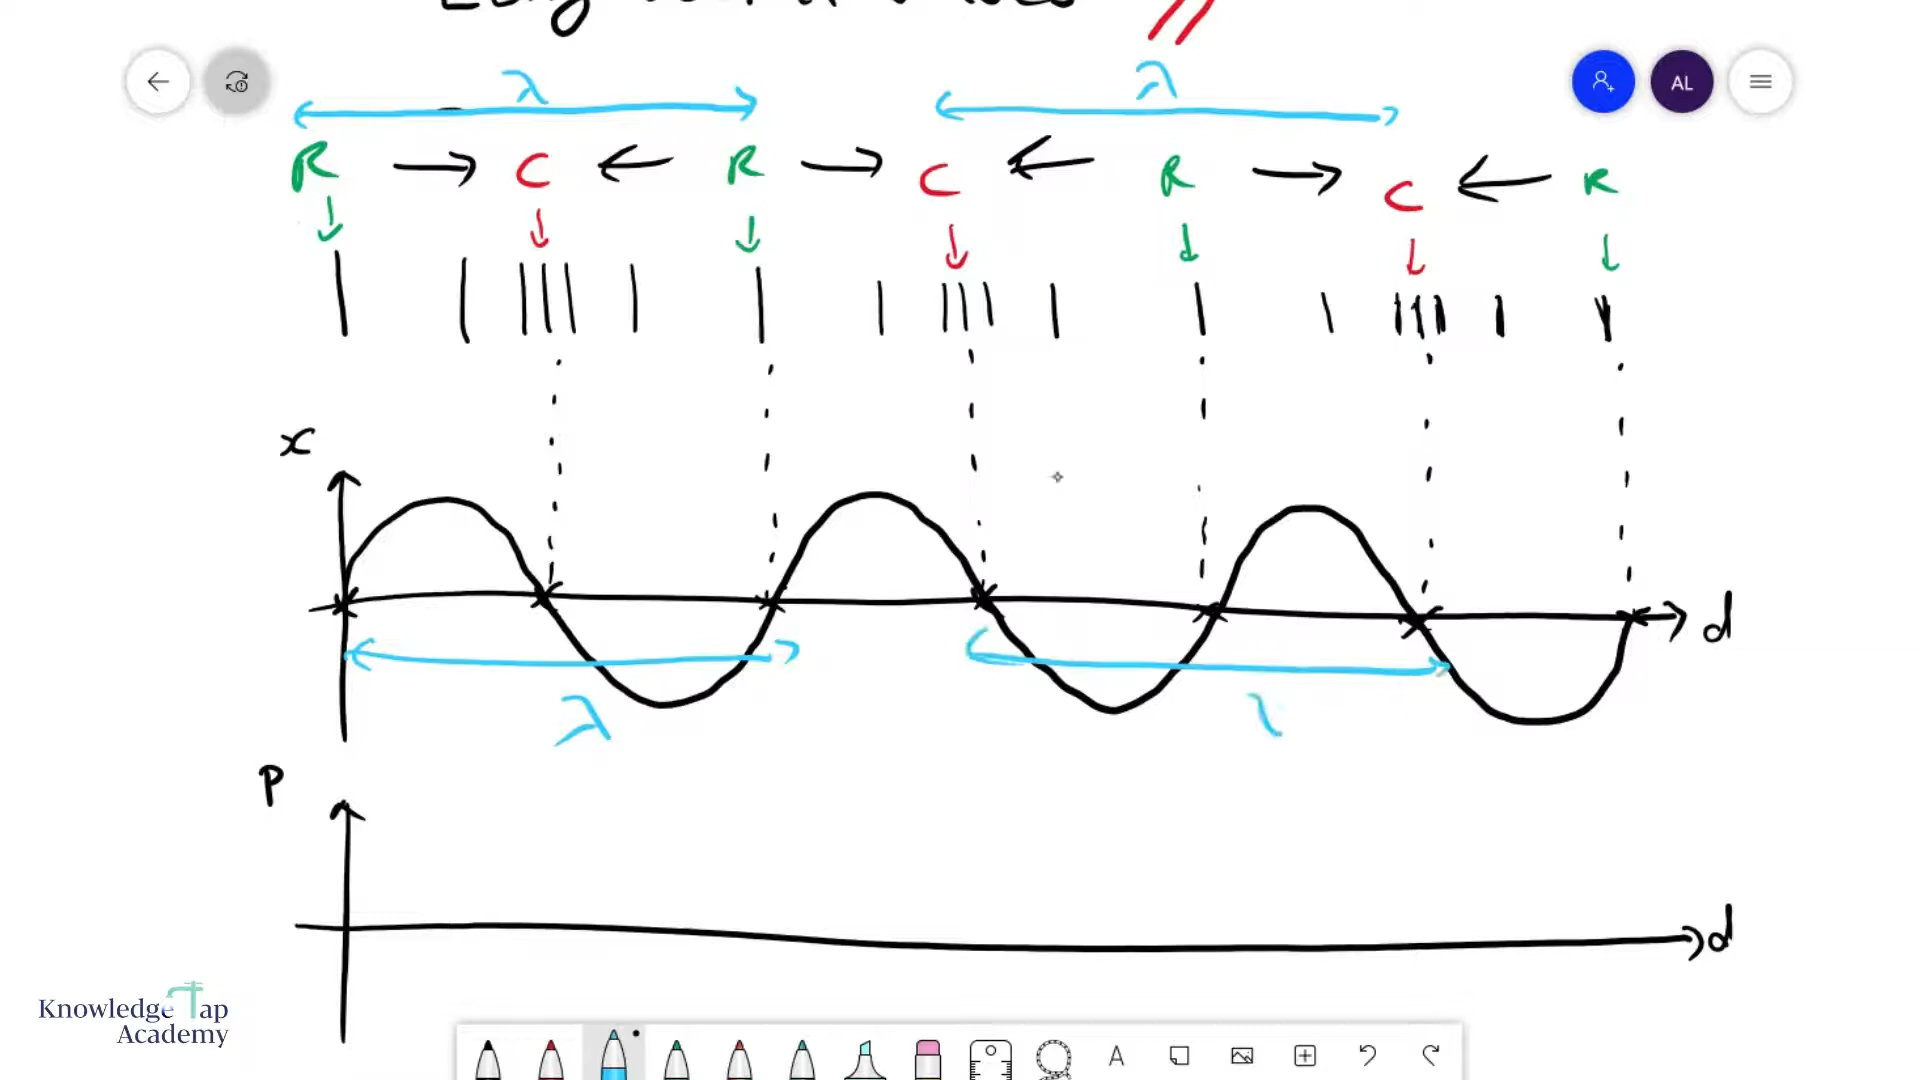 λ λ
R → C ← R → C ← R → C ← R
x
d
λ
P
d
AL
Knowledge Tap
Academy
A